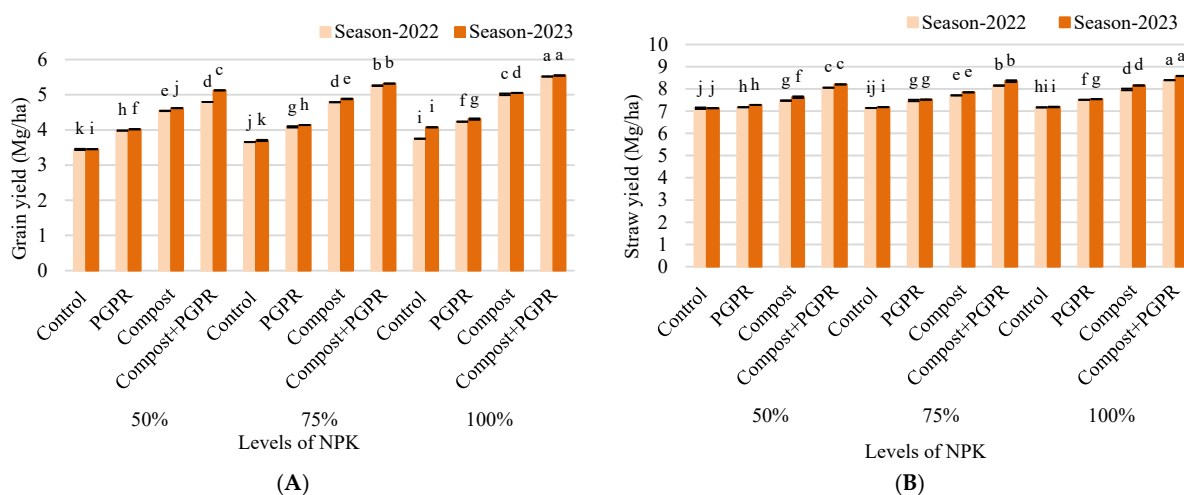 Season-2022 Season-2023
Grain yield (Mg/ha)
6
5
4
3
2
1
0
k i h f e j d c j k g h d e b b i i f g c d a a
Control PGPR Compost Compost+PGPR Control PGPR Compost Compost+PGPR Control PGPR Compost Compost+PGPR
50% 75% 100%
Levels of NPK
(A)
Season-2022 Season-2023
Straw yield (Mg/ha)
10
9
8
7
6
5
4
3
2
1
0
j j h h g f c c ij i g g e e b b hi i f g d d a a
Control PGPR Compost Compost+PGPR Control PGPR Compost Compost+PGPR Control PGPR Compost Compost+PGPR
50% 75% 100%
Levels of NPK
(B)